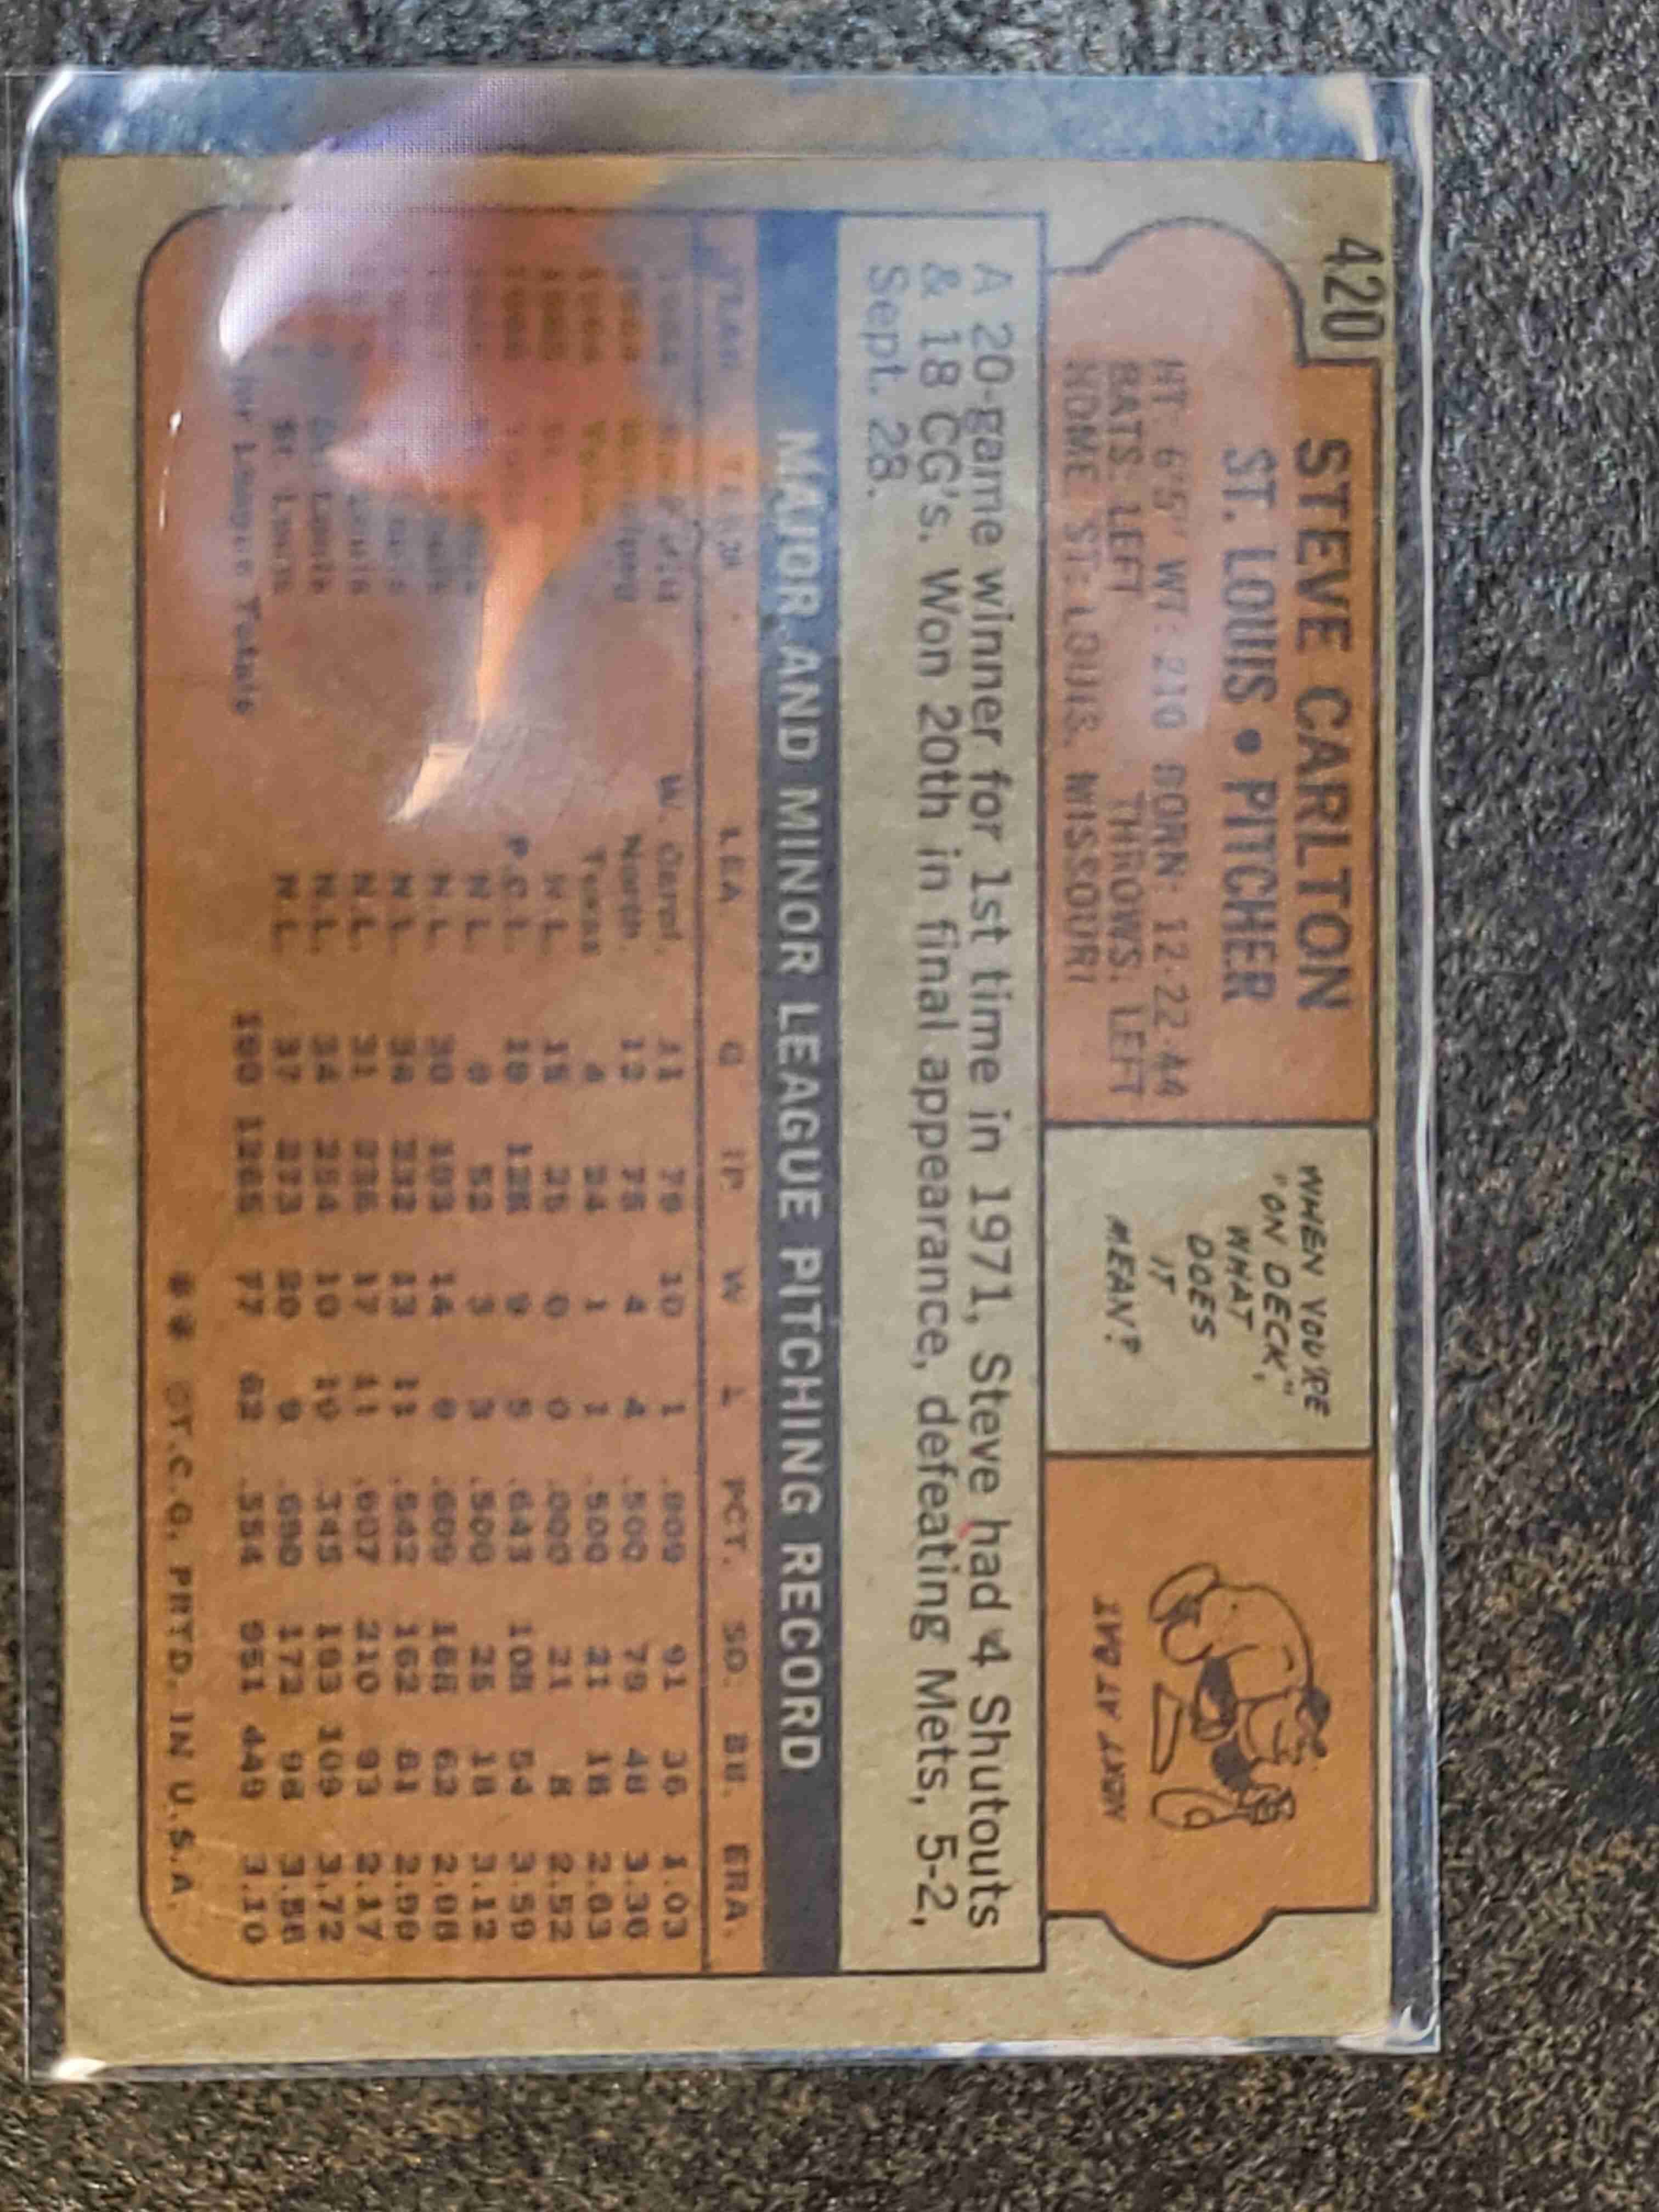 420
STEVE CARLTON
ST. LOUIS • PITCHER
HT: 6'5" WT: 210 BORN: 12-22-44
BATS: LEFT THROWS: LEFT
HOME: ST. LOUIS, MISSOURI
WHEN YOU'RE
"ON DECK,"
WHAT
DOES
IT
MEAN?
NEXT AT BAT
A 20-game winner for 1st time in 1971, Steve had 4 Shutouts
& 18 CG's. Won 20th in final appearance, defeating Mets, 5-2,
Sept. 28.
MAJOR AND MINOR LEAGUE PITCHING RECORD
YEAR TEAM LEA G IP W L PCT. SO. BB. ERA.
W. Carol. 11 79 10 1 .909 91 36 1.03
North. 12 75 4 4 .500 79 48 3.36
Texas 4 24 1 1 .500 21 18 2.63
N.L. 15 25 0 0 .000 21 8 2.52
P.C.L. 19 128 9 5 .643 108 54 3.59
N.L. 9 52 3 3 .500 25 18 3.12
N.L. 30 193 14 9 .609 168 62 2.98
N.L. 232 13 11 .542 162 81 2.99
N.L. 31 236 17 11 .607 210 93 2.17
St. Louis N.L. 34 254 10 19 .345 193 109 3.72
St. Louis N.L. 37 273 20 9 .690 172 98 3.56
League Totals 190 1265 77 62 .554 951 449 3.10
** ©T.C.G. PRTD. IN U.S.A.